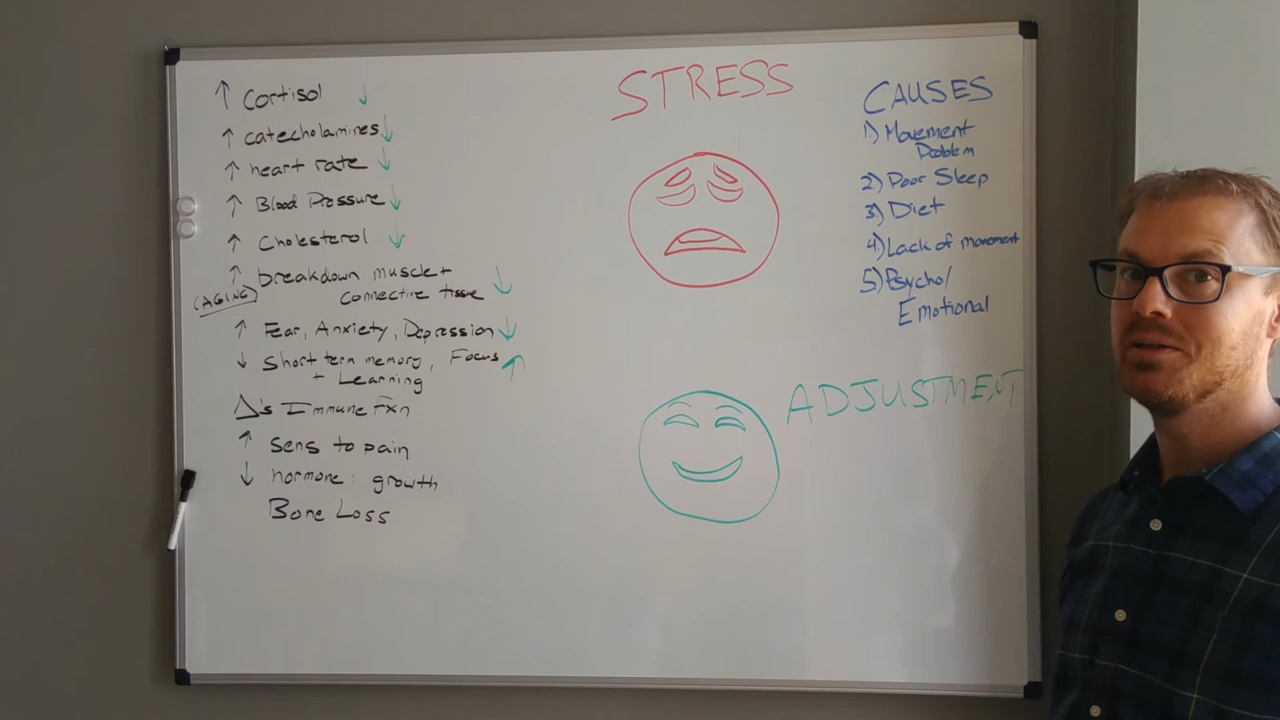 ↑ Cortisol ↓
↑ catecholamines ↓
↑ heart rate ↓
↑ Blood Pressure ↓
↑ Cholesterol ↓
↑ breakdown muscle +
(AGING) connective tissue ↓
↑ Fear, Anxiety, Depression ↓
↓ Short term memory, Focus ↑
+ Learning
Δ's Immune Fxn
↑ Sens to pain
↓ hormone: growth
Bone Loss
STRESS
CAUSES
1) Movement
Problem
2) Poor Sleep
3) Diet
4) Lack of movement
5) Psycho/
Emotional
ADJUSTMENT